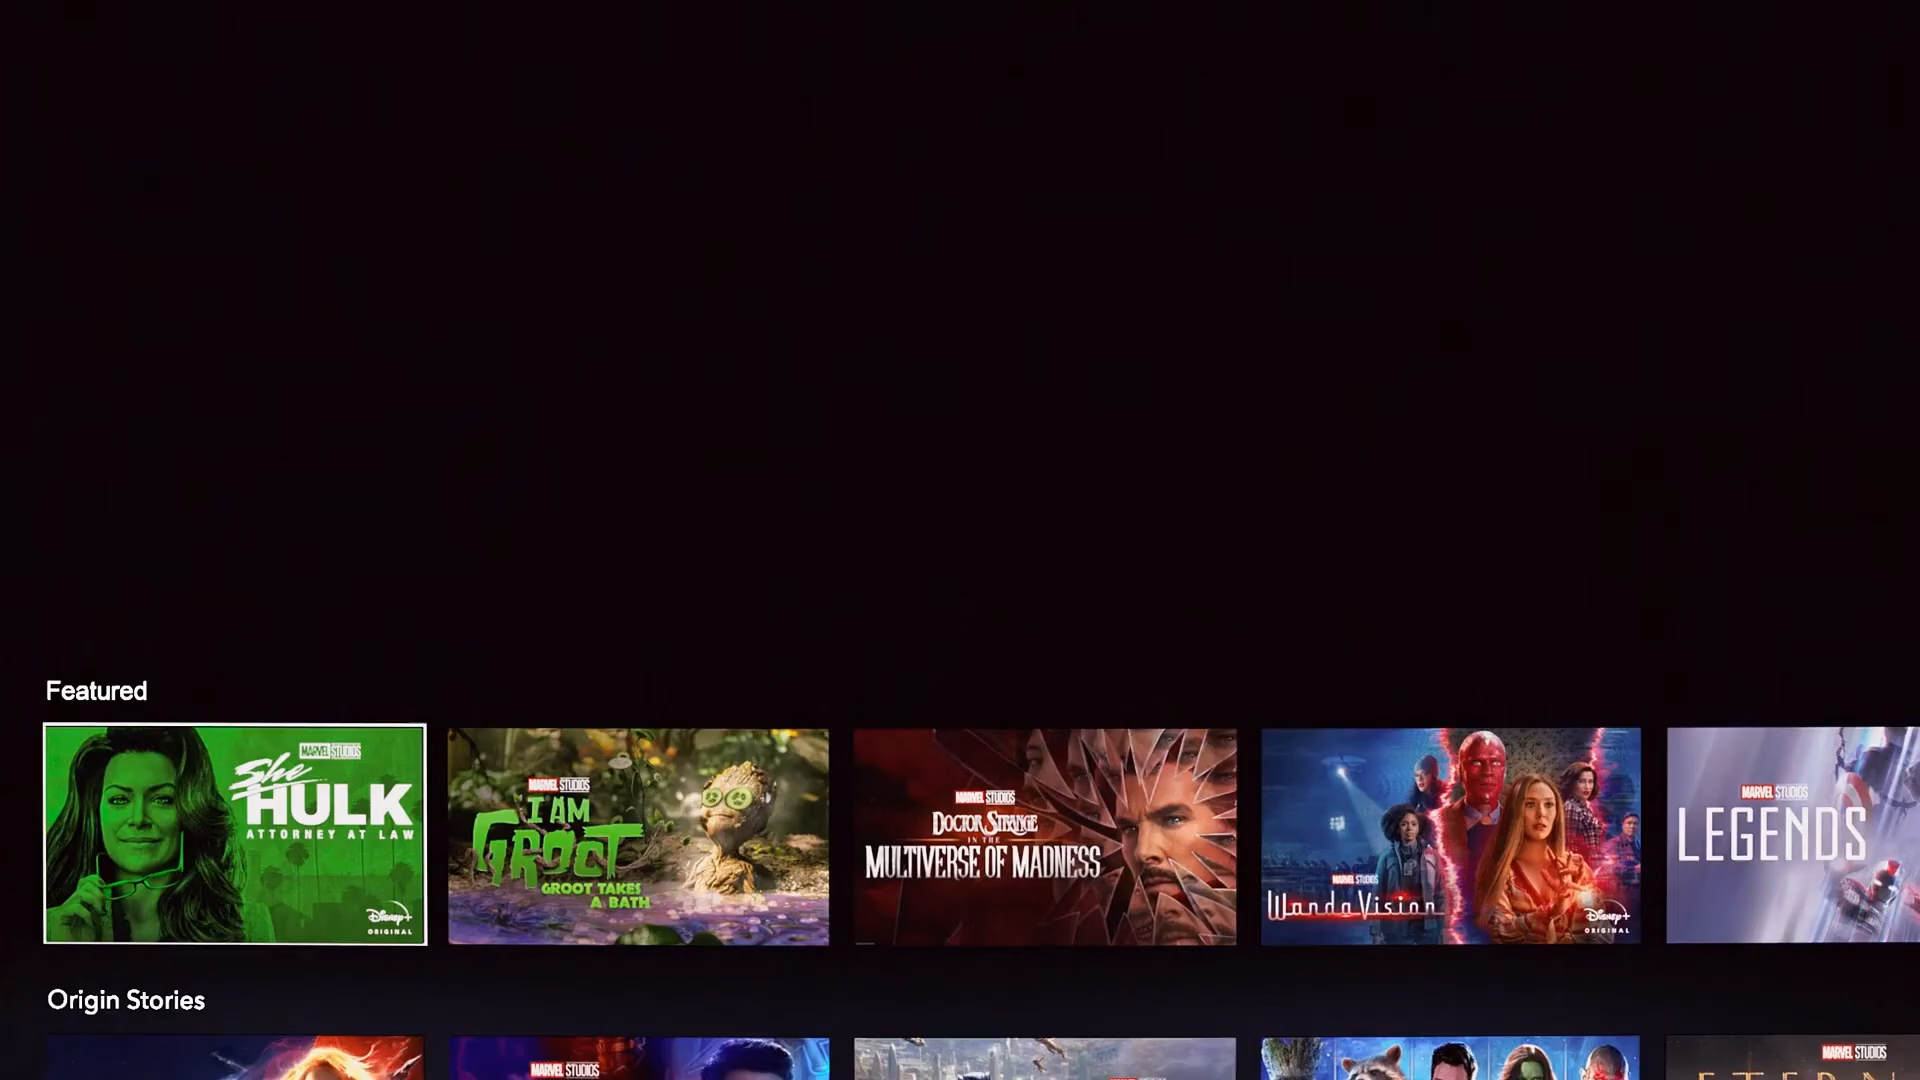 Featured
MARVEL STUDIOS
She
HULK
ATTORNEY AT LAW
Disney+
ORIGINAL
MARVEL STUDIOS
I AM
GROOT
GROOT TAKES
A BATH
MARVEL STUDIOS
DOCTOR STRANGE
IN THE
MULTIVERSE OF MADNESS
MARVEL STUDIOS
WandaVision
Disney+
ORIGINAL
MARVEL STUDIOS
LEGENDS
Origin Stories
MARVEL STUDIOS
MARVEL STUDIOS